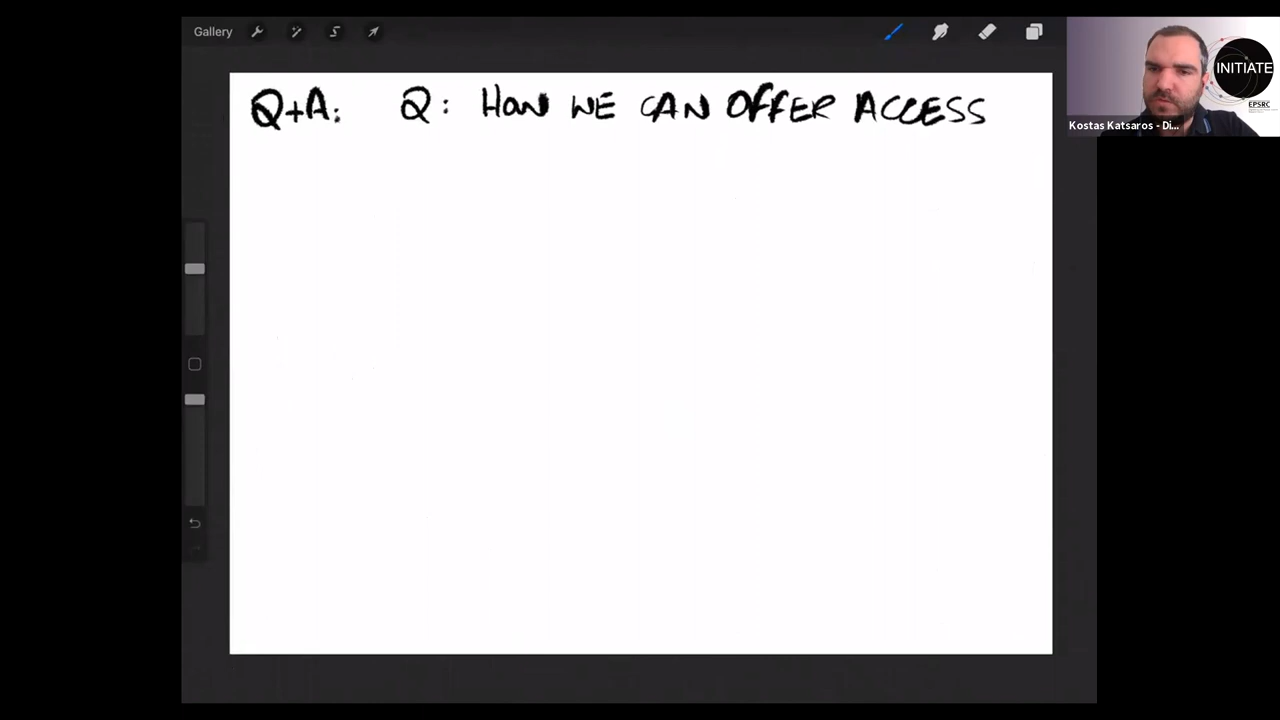 Gallery
INITIATE
EPSRC
Kostas Katsaros - Di...
Q+A: Q: HOW WE CAN OFFER ACCESS